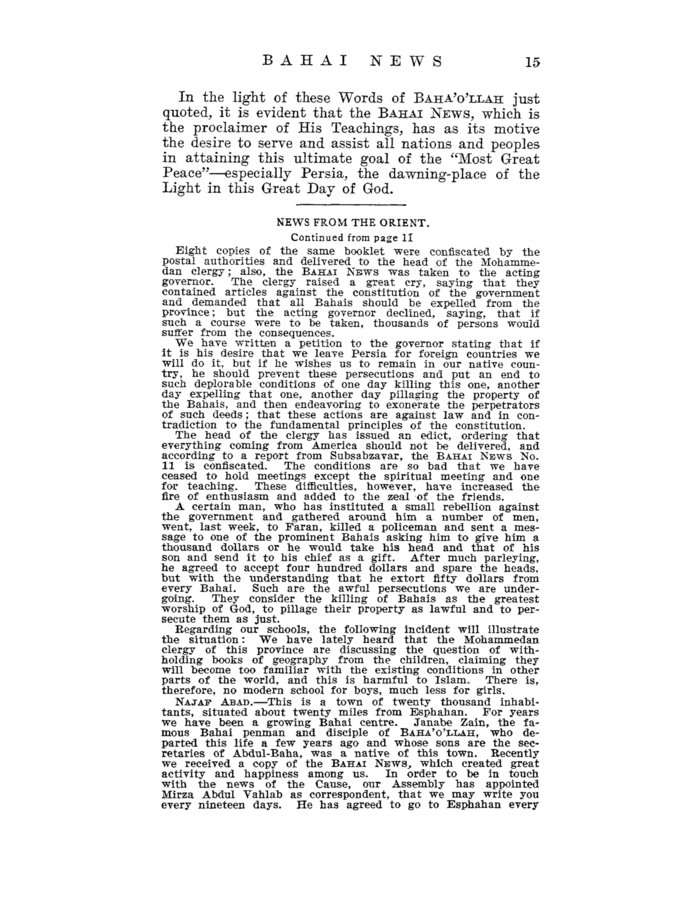 BAHAI NEWS 15
In the light of these Words of BAHA'O'LLAH just
quoted, it is evident that the BAHAI NEWS, which is
the proclaimer of His Teachings, has as its motive
the desire to serve and assist all nations and peoples
in attaining this ultimate goal of the "Most Great
Peace"—especially Persia, the dawning-place of the
Light in this Great Day of God.
NEWS FROM THE ORIENT.
Continued from page 11
Eight copies of the same booklet were confiscated by the
postal authorities and delivered to the head of the Mohamme-
dan clergy; also, the BAHAI NEWS was taken to the acting
governor. The clergy raised a great cry, saying that they
contained articles against the constitution of the government
and demanded that all Bahais should be expelled from the
province; but the acting governor declined, saying, that if
such a course were to be taken, thousands of persons would
suffer from the consequences.
We have written a petition to the governor stating that if
it is his desire that we leave Persia for foreign countries we
will do it, but if he wishes us to remain in our native coun-
try, he should prevent these persecutions and put an end to
such deplorable conditions of one day killing this one, another
day expelling that one, another day pillaging the property of
the Bahais, and then endeavoring to exonerate the perpetrators
of such deeds; that these actions are against law and in con-
tradiction to the fundamental principles of the constitution.
The head of the clergy has issued an edict, ordering that
everything coming from America should not be delivered, and
according to a report from Subsabzavar, the BAHAI NEWS No.
11 is confiscated. The conditions are so bad that we have
ceased to hold meetings except the spiritual meeting and one
for teaching. These difficulties, however, have increased the
fire of enthusiasm and added to the zeal of the friends.
A certain man, who has instituted a small rebellion against
the government and gathered around him a number of men,
went, last week, to Faran, killed a policeman and sent a mes-
sage to one of the prominent Bahais asking him to give him a
thousand dollars or he would take his head and that of his
son and send it to his chief as a gift. After much parleying,
he agreed to accept four hundred dollars and spare the heads,
but with the understanding that he extort fifty dollars from
every Bahai. Such are the awful persecutions we are under-
going. They consider the killing of Bahais as the greatest
worship of God, to pillage their property as lawful and to per-
secute them as just.
Regarding our schools, the following incident will illustrate
the situation: We have lately heard that the Mohammedan
clergy of this province are discussing the question of with-
holding books of geography from the children, claiming they
will become too familiar with the existing conditions in other
parts of the world, and this is harmful to Islam. There is,
therefore, no modern school for boys, much less for girls.
NAJAF ABAD.—This is a town of twenty thousand inhabi-
tants, situated about twenty miles from Esphahan. For years
we have been a growing Bahai centre. Janabe Zain, the fa-
mous Bahai penman and disciple of BAHA'O'LLAH, who de-
parted this life a few years ago and whose sons are the sec-
retaries of Abdul-Baha, was a native of this town. Recently
we received a copy of the BAHAI NEWS, which created great
activity and happiness among us. In order to be in touch
with the news of the Cause, our Assembly has appointed
Mirza Abdul Vahlab as correspondent, that we may write you
every nineteen days. He has agreed to go to Esphahan every